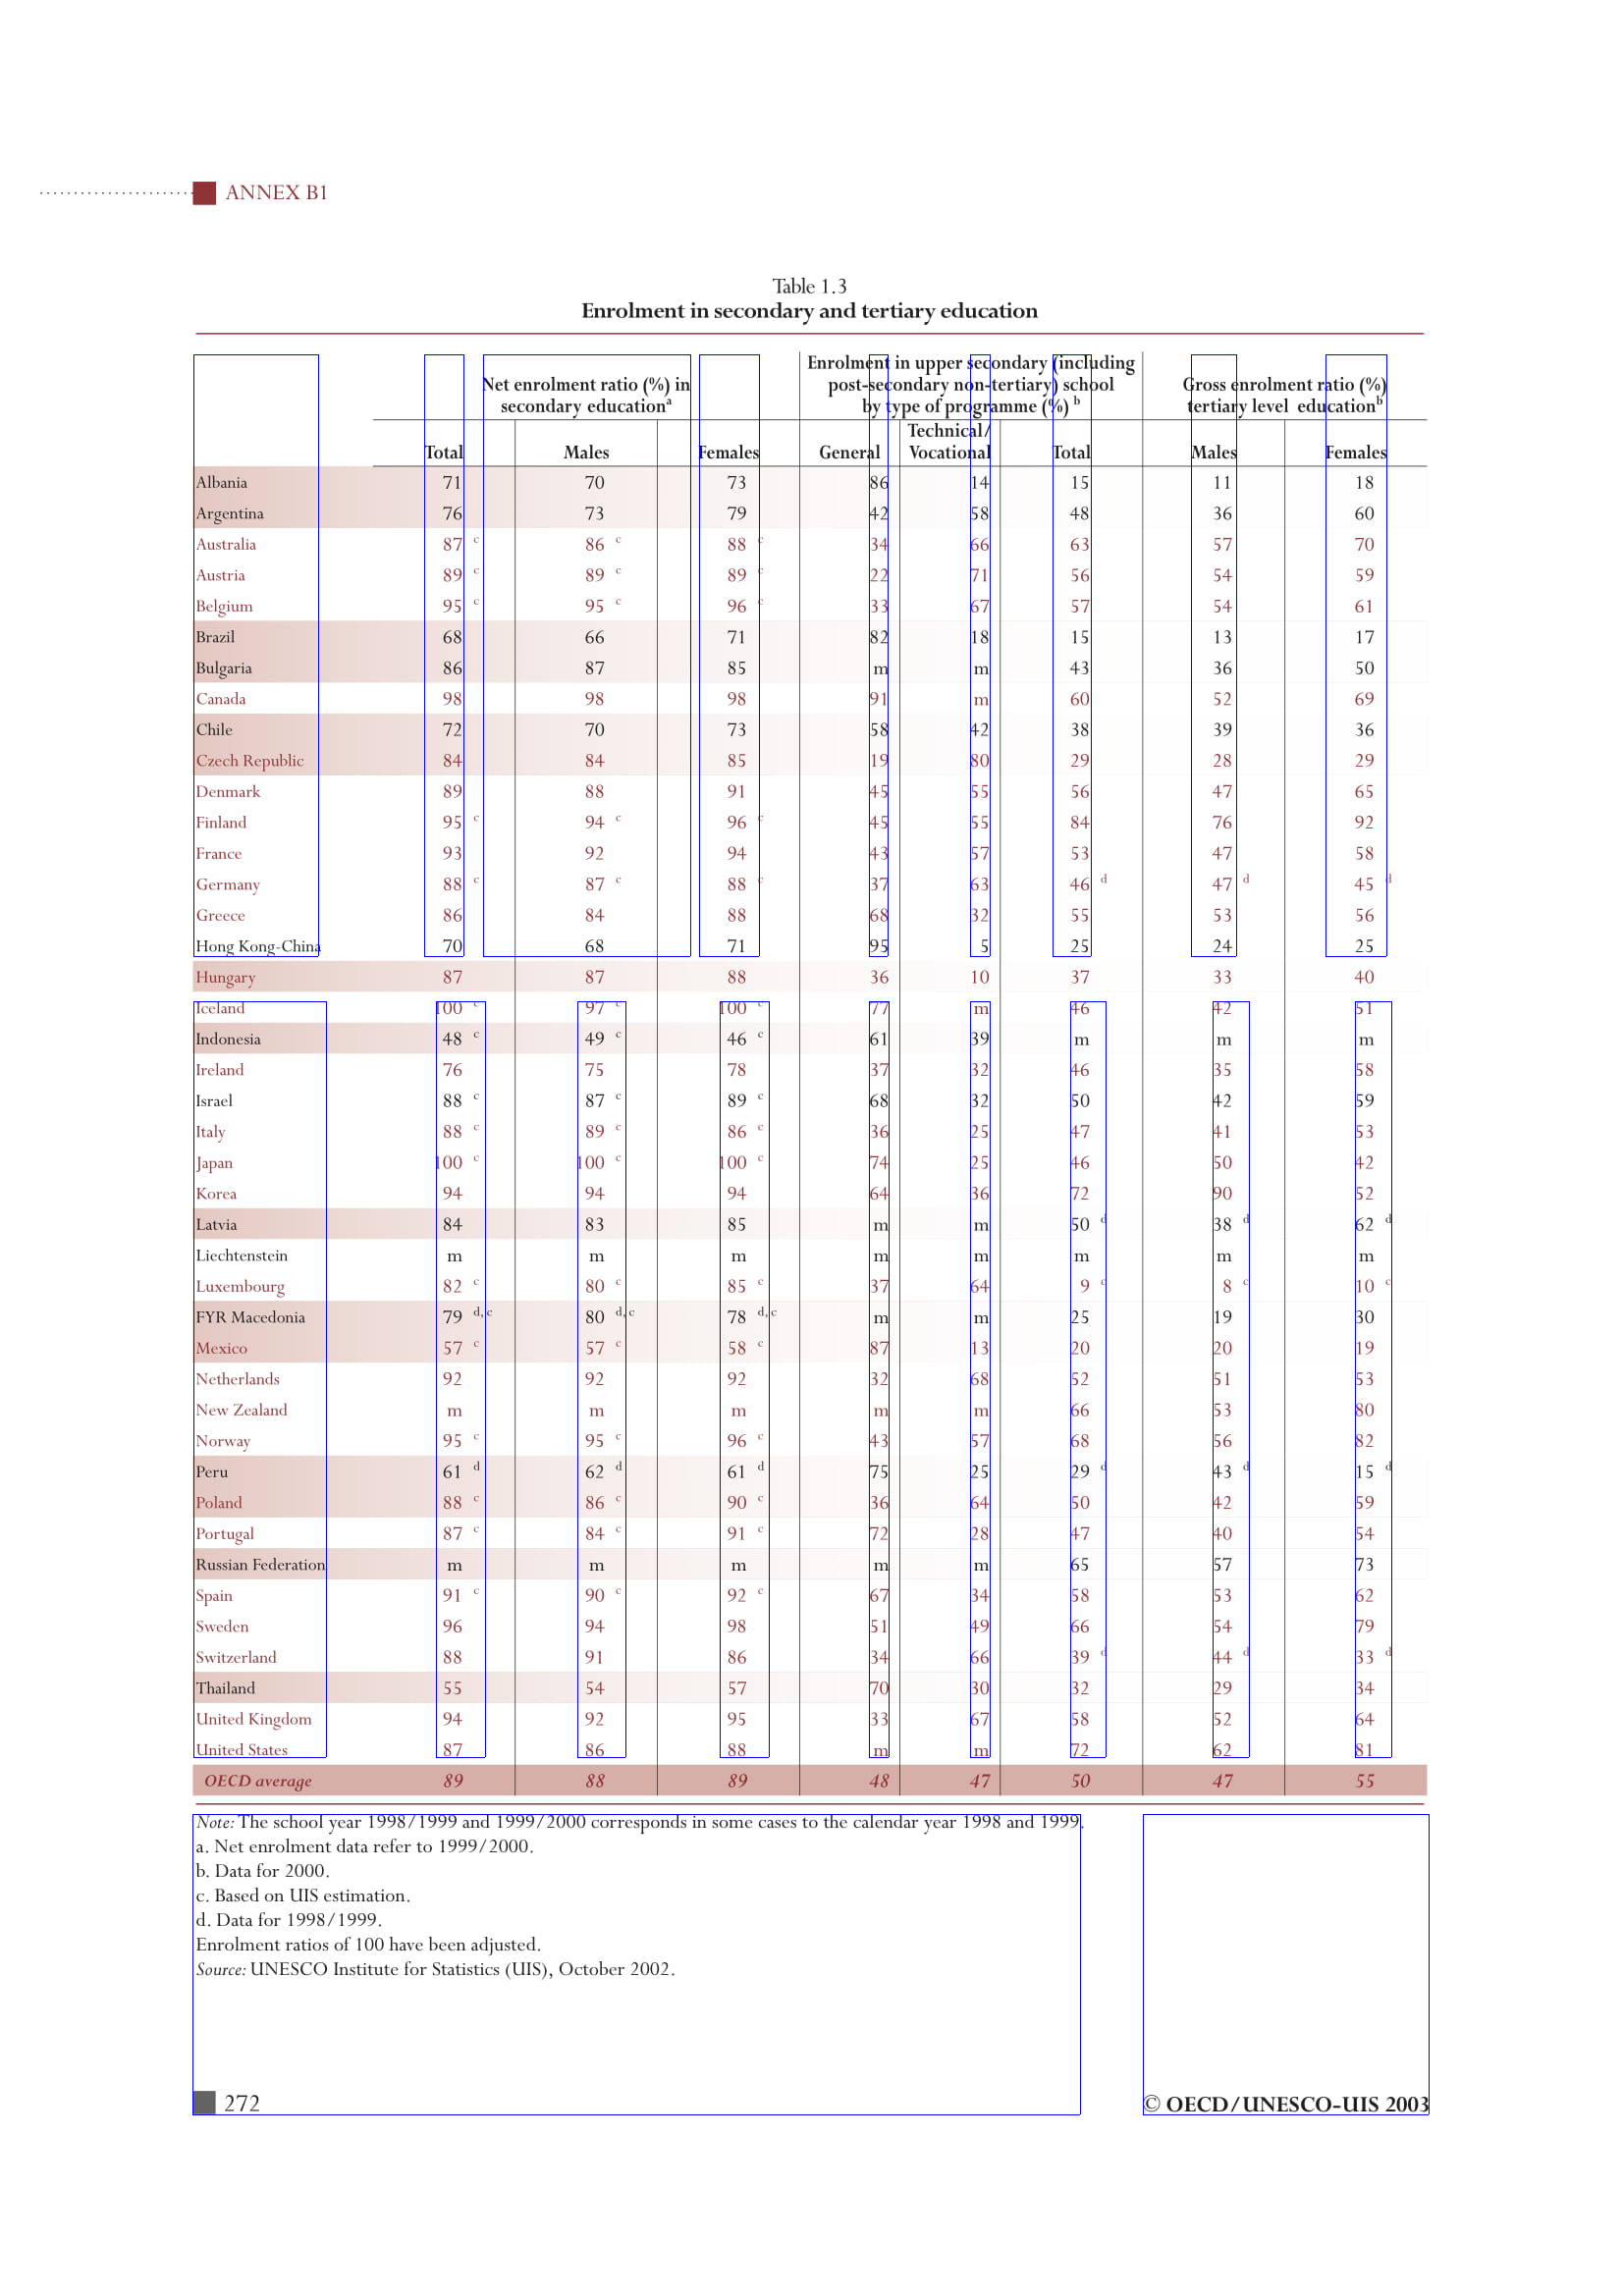 ANNEX B1
Table 1.3
Enrolment in secondary and tertiary education
Net enrolment ratio (%) in secondary educationa
Enrolment in upper secondary (including post-secondary non-tertiary) school by type of programme (%) b
Gross enrolment ratio (%) tertiary level education b
Total Males Females General Technical/Vocational Total Males Females
Albania 71 70 73 86 14 15 11 18
Argentina 76 73 79 42 58 48 36 60
Australia 87 c 86 c 88 c 34 66 63 57 70
Austria 89 c 89 c 89 c 22 71 56 54 59
Belgium 95 c 95 c 96 c 33 67 57 54 61
Brazil 68 66 71 82 18 15 13 17
Bulgaria 86 87 85 m m 43 36 50
Canada 98 98 98 91 m 60 52 69
Chile 72 70 73 58 42 38 39 36
Czech Republic 84 84 85 19 80 29 28 29
Denmark 89 88 91 45 55 56 47 65
Finland 95 c 94 c 96 c 45 55 84 76 92
France 93 92 94 43 57 53 47 58
Germany 88 c 87 c 88 c 37 63 46 d 47 d 45 d
Greece 86 84 88 68 32 55 53 56
Hong Kong-China 70 68 71 95 5 25 24 25
Hungary 87 87 88 36 10 37 33 40
Iceland 100 c 97 c 100 c 77 m 46 42 51
Indonesia 48 c 49 c 46 c 61 39 m m m
Ireland 76 75 78 37 32 46 35 58
Israel 88 c 87 c 89 c 68 32 50 42 59
Italy 88 c 89 c 86 c 36 25 47 41 53
Japan 100 c 100 c 100 c 74 25 46 50 42
Korea 94 94 94 64 36 72 90 52
Latvia 84 83 85 m m 50 d 38 d 62 d
Liechtenstein m m m m m m m m
Luxembourg 82 c 80 c 85 c 37 64 9 c 8 c 10 c
FYR Macedonia 79 d,c 80 d,c 78 d,c m m 25 19 30
Mexico 57 c 57 c 58 c 87 13 20 20 19
Netherlands 92 92 92 32 68 52 51 53
New Zealand m m m m m 66 53 80
Norway 95 c 95 c 96 c 43 57 68 56 82
Peru 61 d 62 d 61 d 75 25 29 d 43 d 15 d
Poland 88 c 86 c 90 c 36 64 50 42 59
Portugal 87 c 84 c 91 c 72 28 47 40 54
Russian Federation m m m m m 65 57 73
Spain 91 c 90 c 92 c 67 34 58 53 62
Sweden 96 94 98 51 49 66 54 79
Switzerland 88 91 86 34 66 39 d 44 d 33 d
Thailand 55 54 57 70 30 32 29 34
United Kingdom 94 92 95 33 67 58 52 64
United States 87 86 88 m m 72 62 81
OECD average 89 88 89 48 47 50 47 55
Note: The school year 1998/1999 and 1999/2000 corresponds in some cases to the calendar year 1998 and 1999.
a. Net enrolment data refer to 1999/2000.
b. Data for 2000.
c. Based on UIS estimation.
d. Data for 1998/1999.
Enrolment ratios of 100 have been adjusted.
Source: UNESCO Institute for Statistics (UIS), October 2002.
272
© OECD/UNESCO-UIS 2003